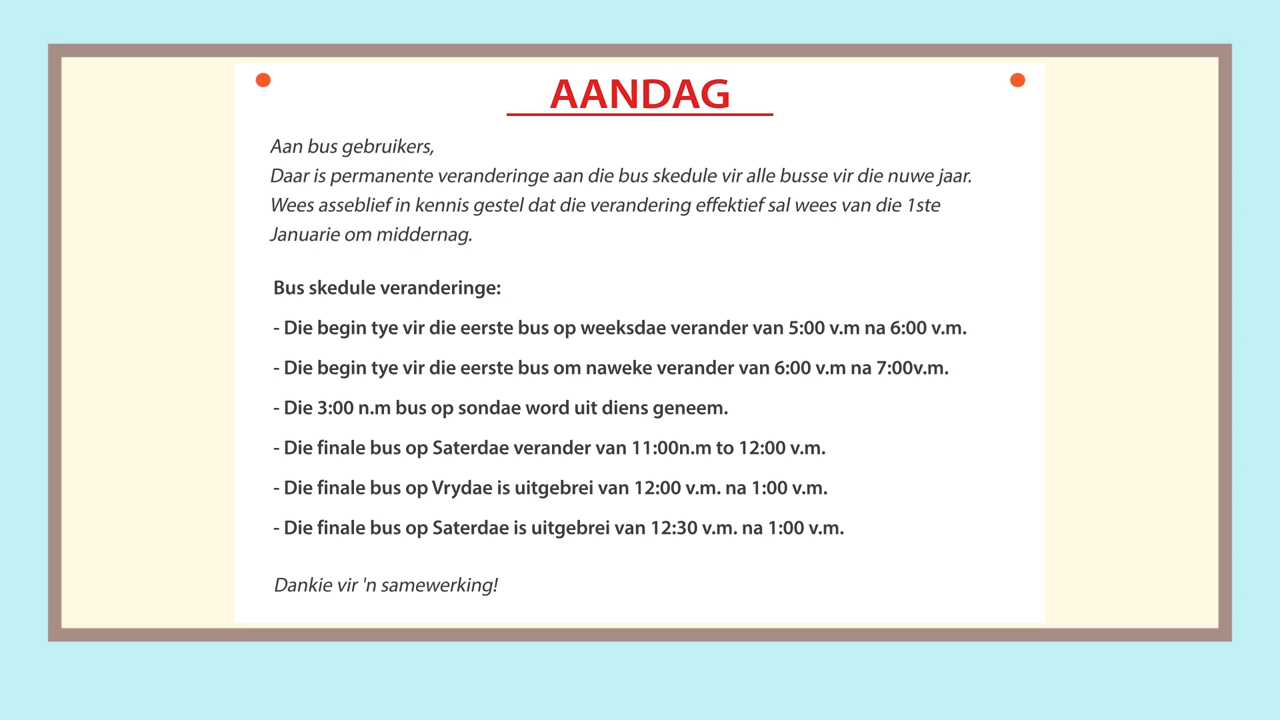 AANDAG
Aan bus gebruikers,
Daar is permanente veranderinge aan die bus skedule vir alle busse vir die nuwe jaar.
Wees asseblief in kennis gestel dat die verandering effektief sal wees van die 1ste
Januarie om middernag.
Bus skedule veranderinge:
- Die begin tye vir die eerste bus op weeksdae verander van 5:00 v.m na 6:00 v.m.
- Die begin tye vir die eerste bus om naweke verander van 6:00 v.m na 7:00v.m.
- Die 3:00 n.m bus op sondae word uit diens geneem.
- Die finale bus op Saterdae verander van 11:00n.m to 12:00 v.m.
- Die finale bus op Vrydae is uitgebrei van 12:00 v.m. na 1:00 v.m.
- Die finale bus op Saterdae is uitgebrei van 12:30 v.m. na 1:00 v.m.
Dankie vir 'n samewerking!